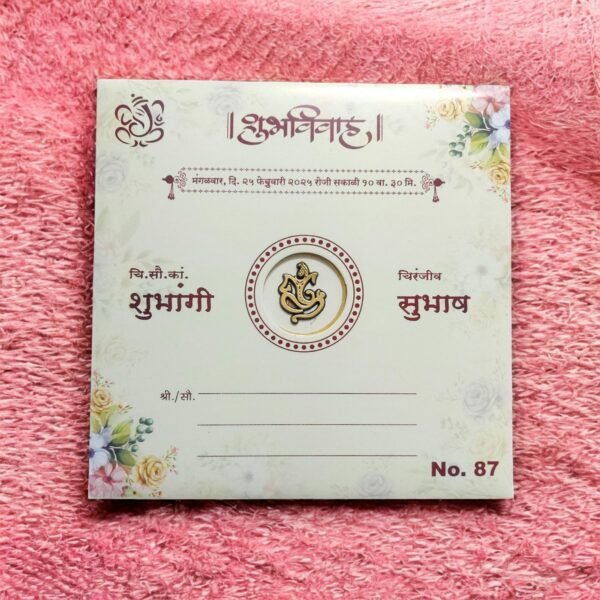 ॥ शुभविवाह ॥
मंगळवार, दि. २५ फेब्रुवारी २०२५ रोजी सकाळी १० वा. ३० मि.
चि.सौ.कां.
शुभांगी
चिरंजीव
सुभाष
श्री./सौ.
No. 87